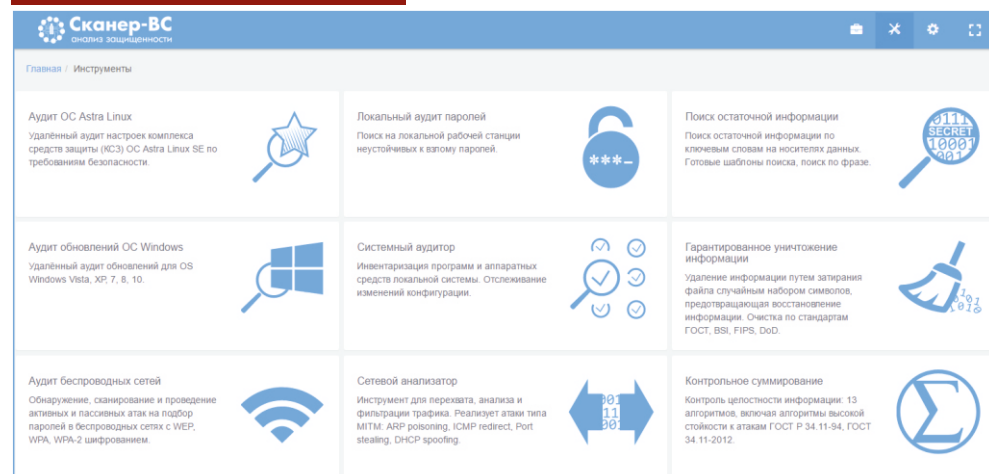 Сканер-ВС
анализ защищенности
Главная / Инструменты
Аудит ОС Astra Linux
Удалённый аудит настроек комплекса
средств защиты (КСЗ) ОС Astra Linux SE по
требованиям безопасности.
Локальный аудит паролей
Поиск на локальной рабочей станции
неустойчивых к взлому паролей.
***_
Поиск остаточной информации
Поиск остаточной информации по
ключевым словам на носителях данных.
Готовые шаблоны поиска, поиск по фразе.
0111
SECRET
10001
001
Аудит обновлений ОС Windows
Удалённый аудит обновлений для OS
Windows Vista, XP, 7, 8, 10.
Системный аудитор
Инвентаризация программ и аппаратных
средств локальной системы. Отслеживание
изменений конфигурации.
Гарантированное уничтожение
информации
Удаление информации путем затирания
файла случайным набором символов,
предотвращающая восстановление
информации. Очистка по стандартам
ГОСТ, BSI, FIPS, DoD.
Аудит беспроводных сетей
Обнаружение, сканирование и проведение
активных и пассивных атак на подбор
паролей в беспроводных сетях с WEP,
WPA, WPA-2 шифрованием.
Сетевой анализатор
Инструмент для перехвата, анализа и
фильтрации трафика. Реализует атаки типа
MITM: ARP poisoning, ICMP redirect, Port
stealing, DHCP spoofing.
001
11
001
Контрольное суммирование
Контроль целостности информации: 13
алгоритмов, включая алгоритмы высокой
стойкости к атакам ГОСТ Р 34.11-94, ГОСТ
34.11-2012.
Σ